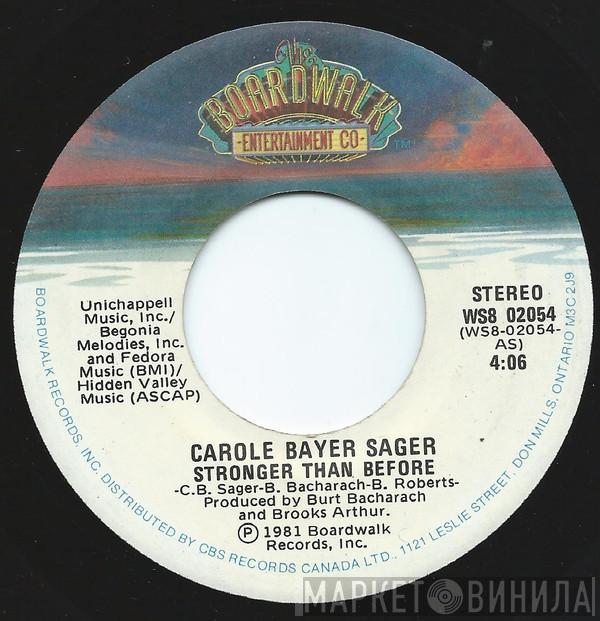 The
BOARDWALK
-ENTERTAINMENT CO-
TM
Unichappell
Music, Inc./
Begonia
Melodies, Inc.
and Fedora
Music (BMI)/
Hidden Valley
Music (ASCAP)
STEREO
WS8 02054
(WS8-02054-
AS)
4:06
CAROLE BAYER SAGER
STRONGER THAN BEFORE
-C.B. Sager-B. Bacharach-B. Roberts-
Produced by Burt Bacharach
and Brooks Arthur.
Ⓟ 1981 Boardwalk
Records, Inc.
BOARDWALK RECORDS, INC. DISTRIBUTED BY CBS RECORDS CANADA LTD., 1121 LESLIE STREET, DON MILLS, ONTARIO M3C 2J9
МАРКЕТ ВИНИЛА